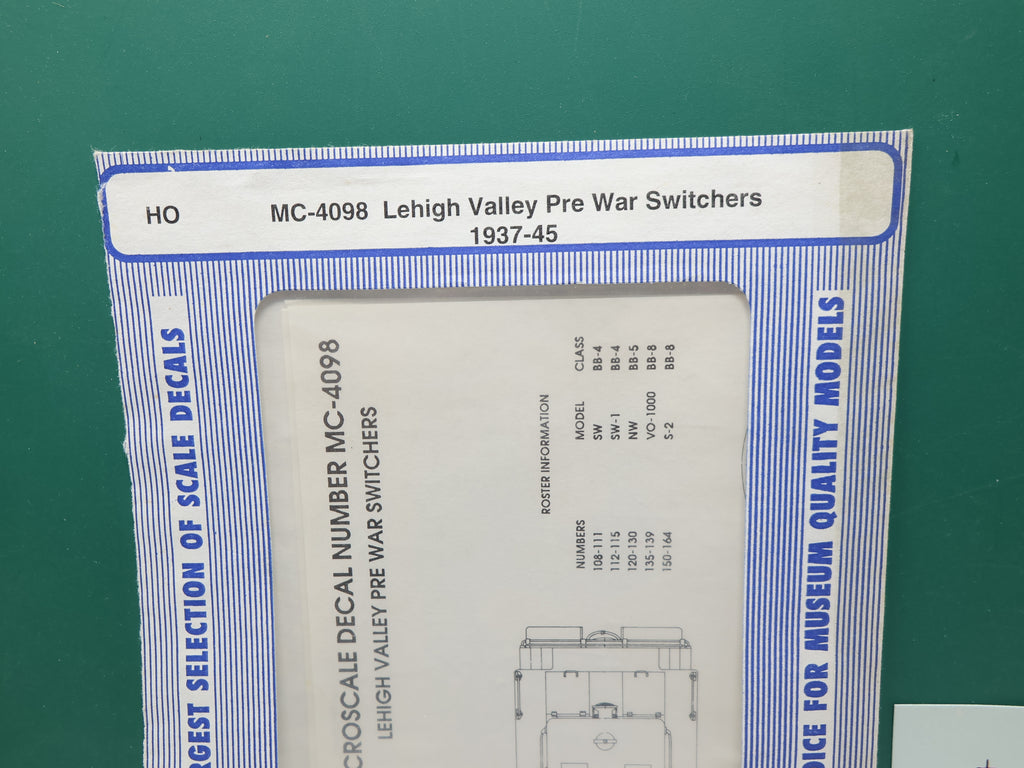 HO
MC-4098 Lehigh Valley Pre War Switchers
1937-45
RGEST SELECTION OF SCALE DECALS
CROSCALE DECAL NUMBER MC-4098
LEHIGH VALLEY PRE WAR SWITCHERS
ROSTER INFORMATION
NUMBERS MODEL CLASS
108-111 SW BB-4
112-115 SW-1 BB-4
120-130 NW BB-5
135-139 VO-1000 BB-8
150-164 S-2 BB-8
OICE FOR MUSEUM QUALITY MODELS